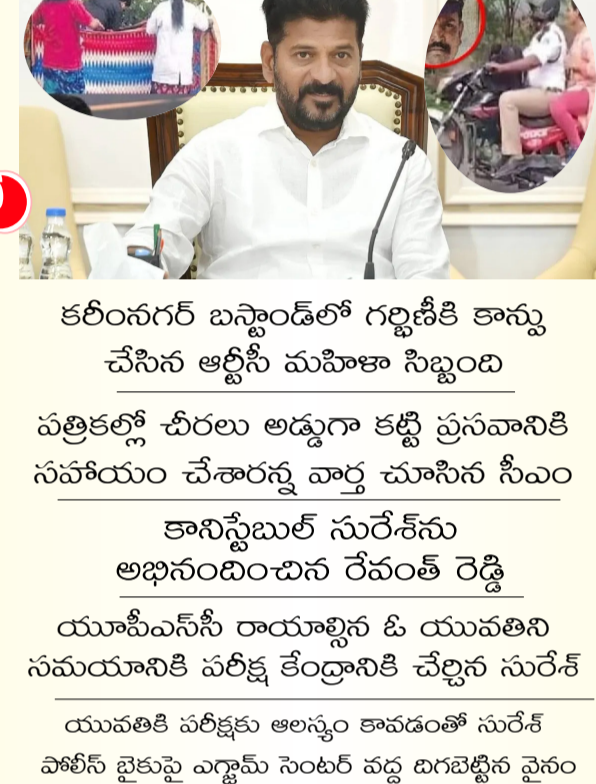 కరీంనగర్ బస్టాండ్‌లో గర్భిణీకి కాన్పు
చేసిన ఆర్టీసీ మహిళా సిబ్బంది
పత్రికల్లో చీరలు అడ్డుగా కట్టి ప్రసవానికి
సహాయం చేశారన్న వార్త చూసిన సీఎం
కానిస్టేబుల్ సురేశ్‌ను
అభినందించిన రేవంత్ రెడ్డి
యూపీఎస్‌సీ రాయాల్సిన ఓ యువతిని
సమయానికి పరీక్ష కేంద్రానికి చేర్చిన సురేశ్
యువతికి పరీక్షకు ఆలస్యం కావడంతో సురేశ్
పోలీస్ బైకుపై ఎగ్జామ్ సెంటర్ వద్ద దిగబెట్టిన వైనం